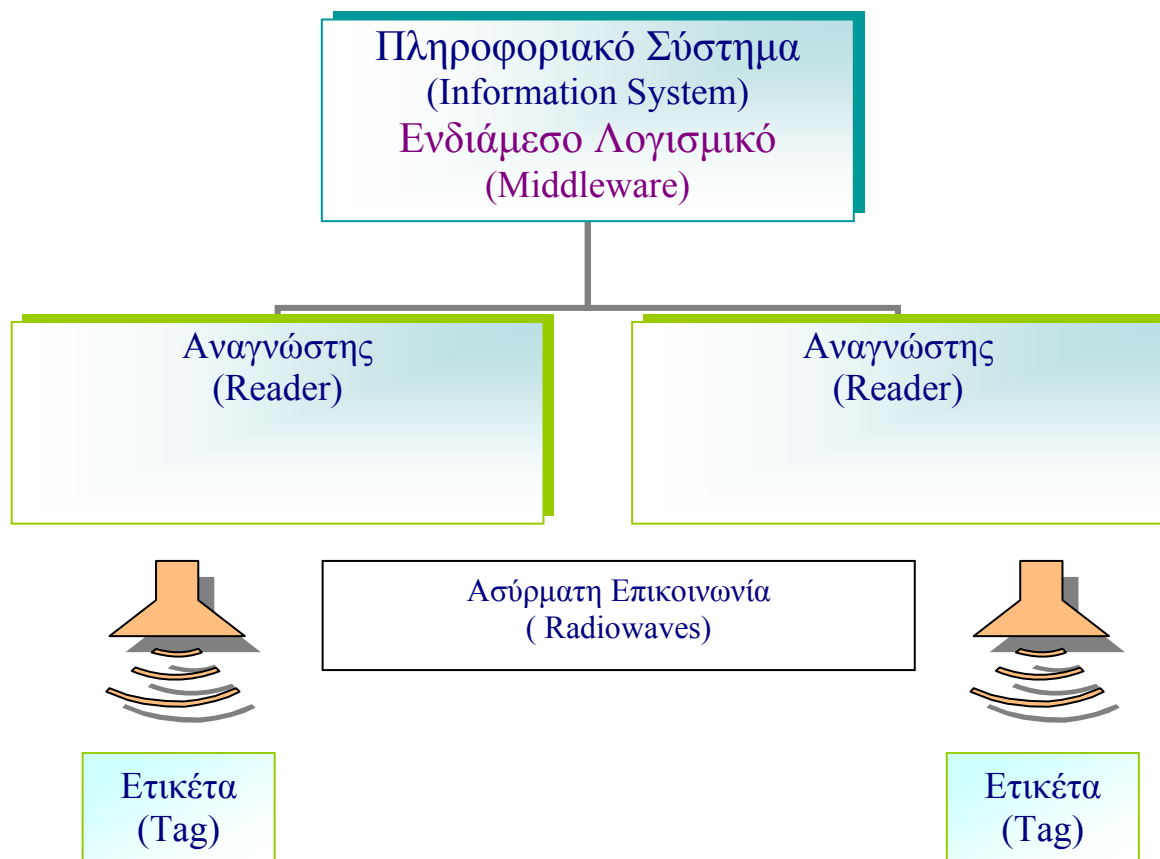 Πληροφοριακό Σύστημα
(Information System)
Ενδιάμεσο Λογισμικό
(Middleware)
Αναγνώστης
(Reader)
Αναγνώστης
(Reader)
Ασύρματη Επικοινωνία
( Radiowaves)
Ετικέτα
(Tag)
Ετικέτα
(Tag)